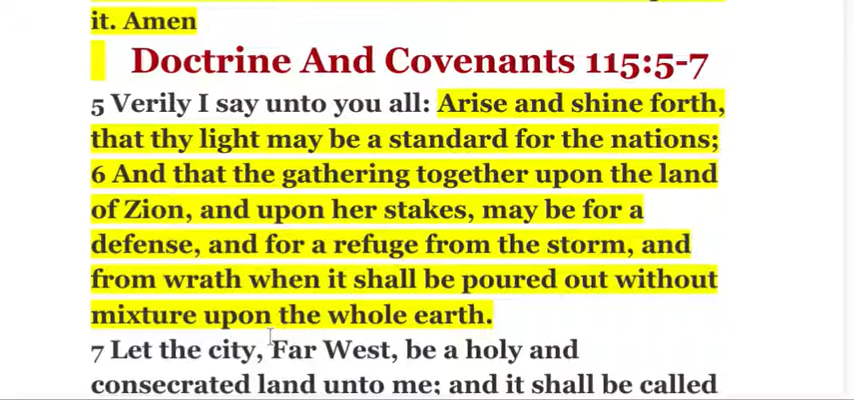 it. Amen
Doctrine And Covenants 115:5-7
5 Verily I say unto you all: Arise and shine forth,
that thy light may be a standard for the nations;
6 And that the gathering together upon the land
of Zion, and upon her stakes, may be for a
defense, and for a refuge from the storm, and
from wrath when it shall be poured out without
mixture upon the whole earth.
7 Let the city, Far West, be a holy and
consecrated land unto me; and it shall be called